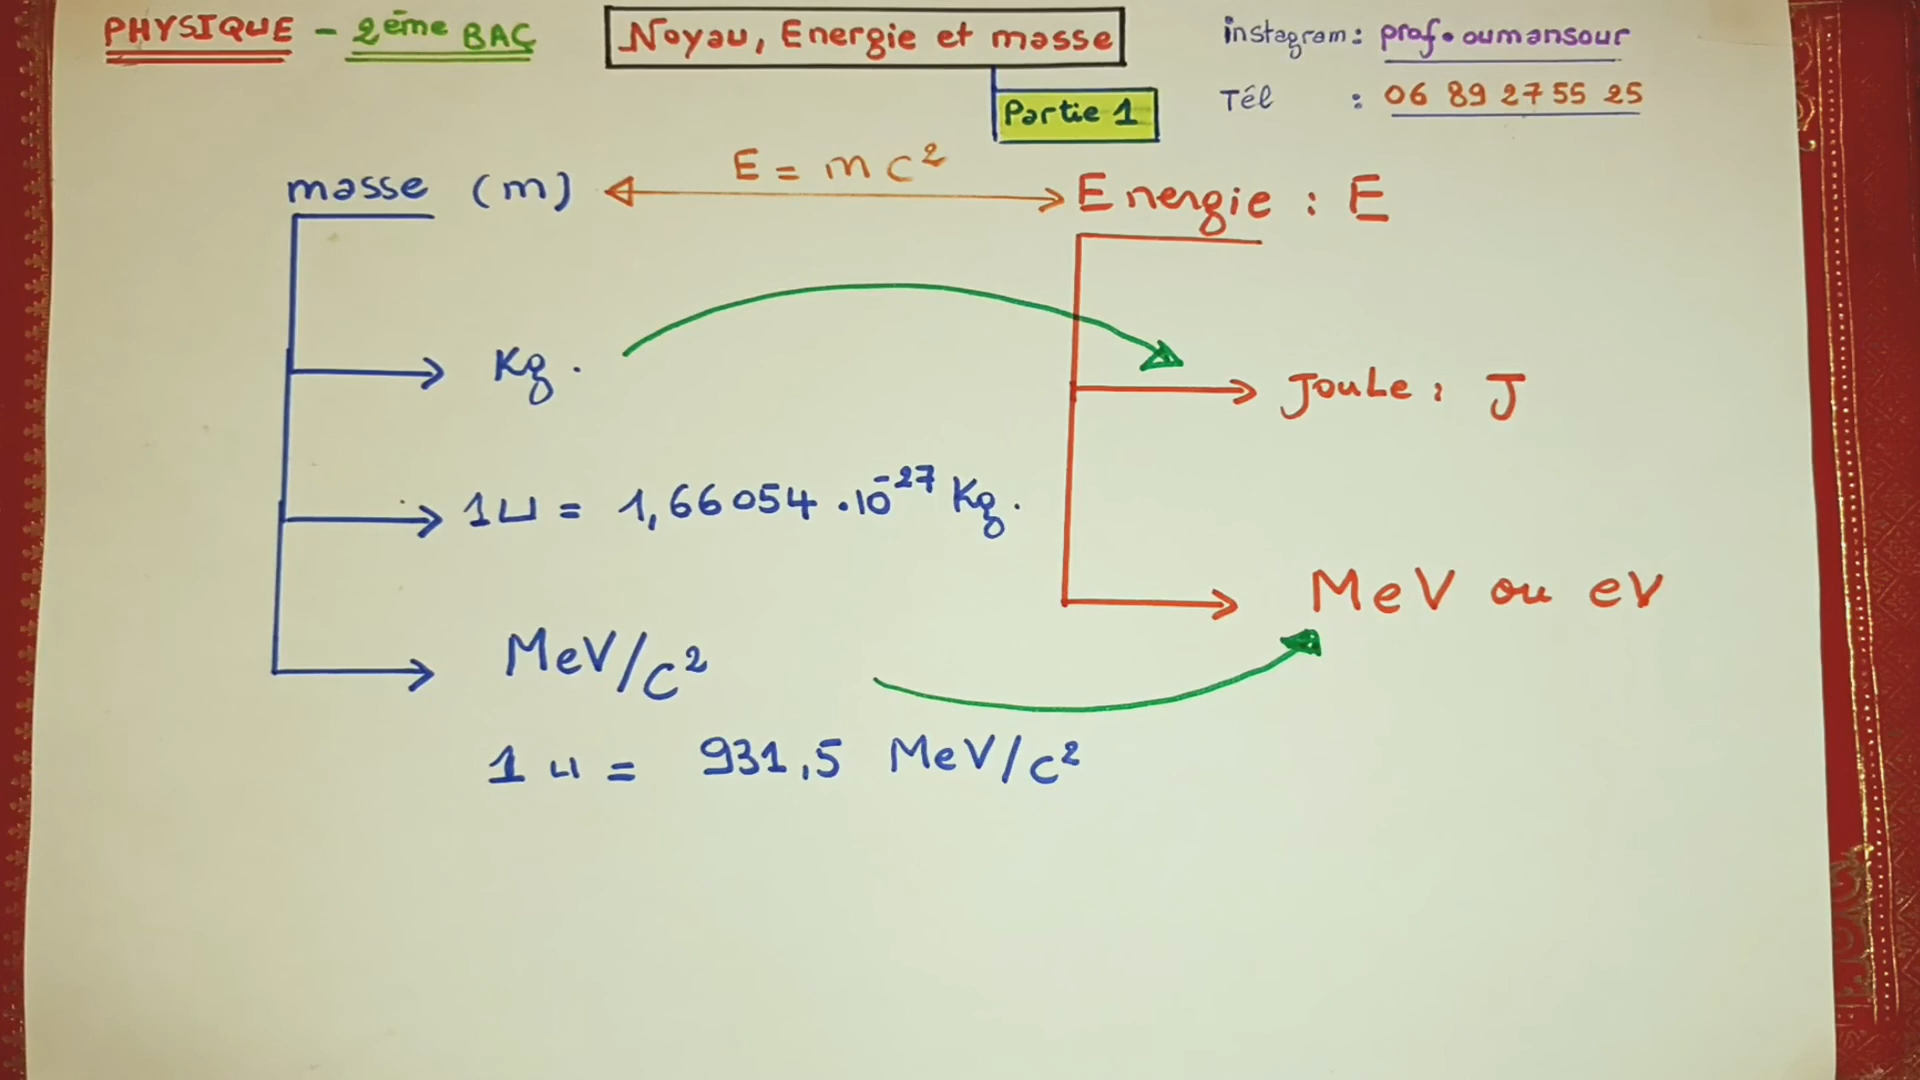 PHYSIQUE - 2ème BAC
Noyau, Energie et masse
Partie 1
instagram: prof.oumansour
Tél : 06 89 27 55 25
masse (m)
E = mc²
Energie : E
Kg.
Joule : J
1u = 1,66054 .10⁻²⁷ Kg.
MeV ou eV
MeV/c²
1u = 931,5 MeV/c²